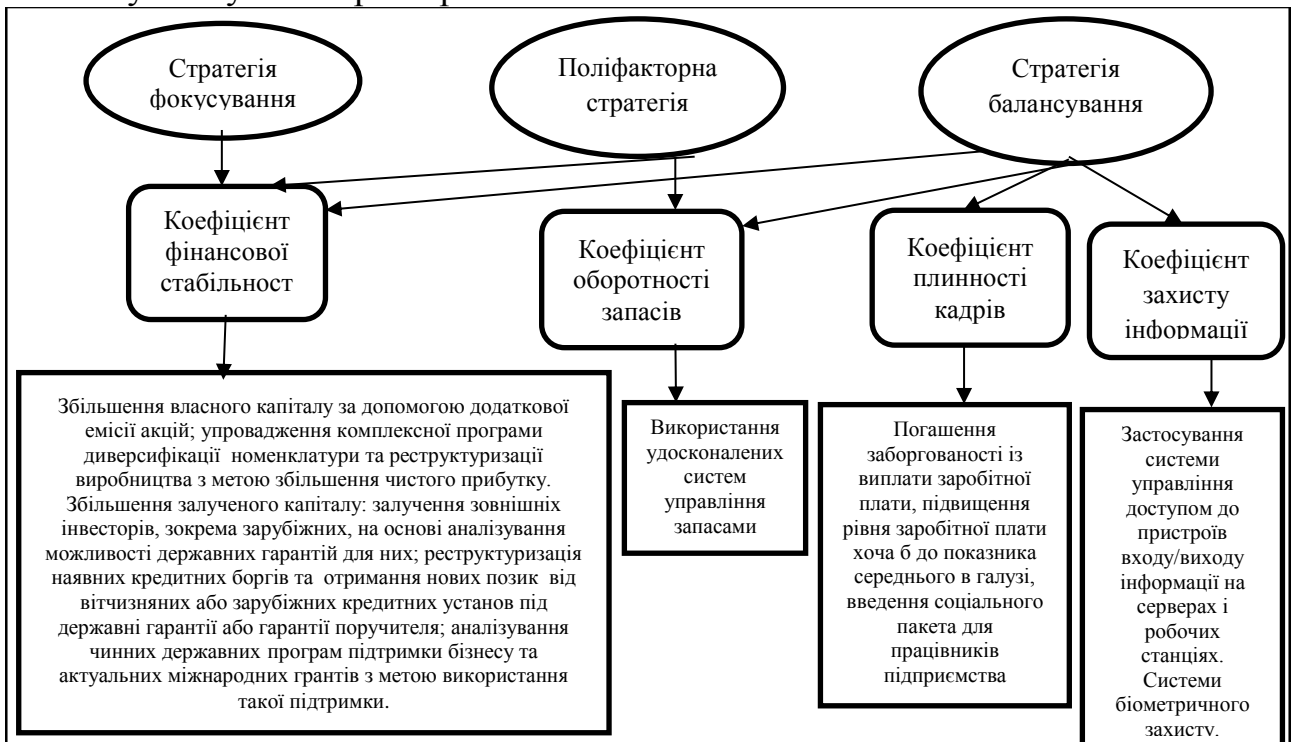 Стратегія
фокусування
Поліфакторна
стратегія
Стратегія
балансування
Коефіцієнт
фінансової
стабільност
Коефіцієнт
оборотності
запасів
Коефіцієнт
плинності
кадрів
Коефіцієнт
захисту
інформації
Збільшення власного капіталу за допомогою додаткової
емісії акцій; упровадження комплексної програми
диверсифікації номенклатури та реструктуризації
виробництва з метою збільшення чистого прибутку.
Збільшення залученого капіталу: залучення зовнішніх
інвесторів, зокрема зарубіжних, на основі аналізування
можливості державних гарантій для них; реструктуризація
наявних кредитних боргів та отримання нових позик від
вітчизняних або зарубіжних кредитних установ під
державні гарантії або гарантії поручителя; аналізування
чинних державних програм підтримки бізнесу та
актуальних міжнародних грантів з метою використання
такої підтримки.
Використання
удосконалених
систем
управління
запасами
Погашення
заборгованості із
виплати заробітної
плати, підвищення
рівня заробітної плати
хоча б до показника
середнього в галузі,
введення соціального
пакета для
працівників
підприємства
Застосування
системи
управління
доступом до
пристроїв
входу/виходу
інформації на
серверах і
робочих
станціях.
Системи
біометричного
захисту.